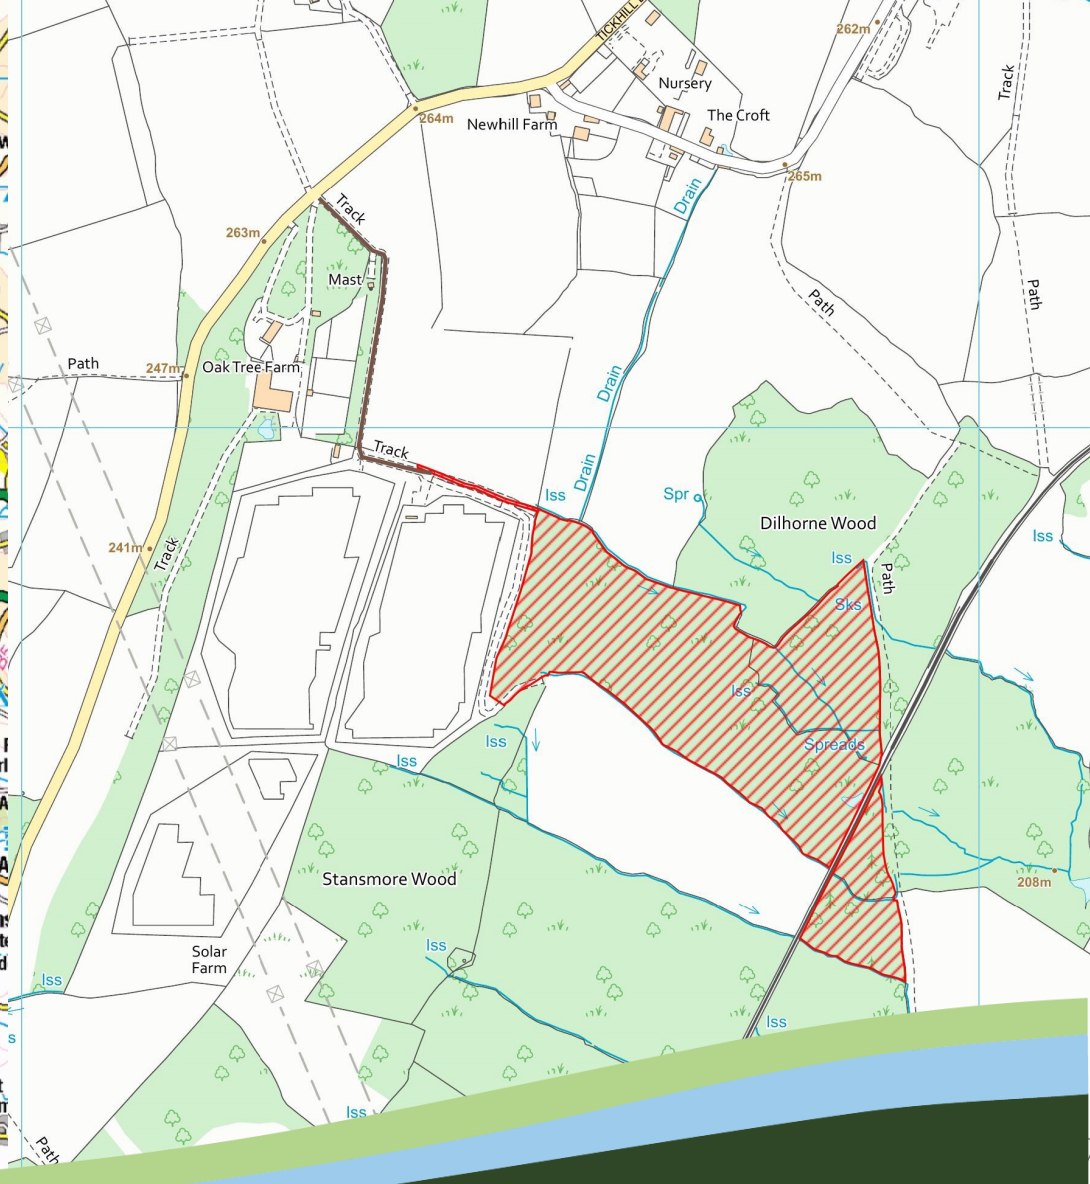 TICKHILL
262m
Track
Nursery
264m
Newhill Farm
The Croft
265m
Drain
Track
263m
Mast
Path
Path
Path
247m
Oak Tree Farm
Drain
Track
Drain
Iss
Spr
Dilhorne Wood
Iss
241m
Track
Iss
Path
Sks
Iss
Iss
Spreads
Iss
Stansmore Wood
208m
Solar
Farm
Iss
Iss
Iss
Iss
Path